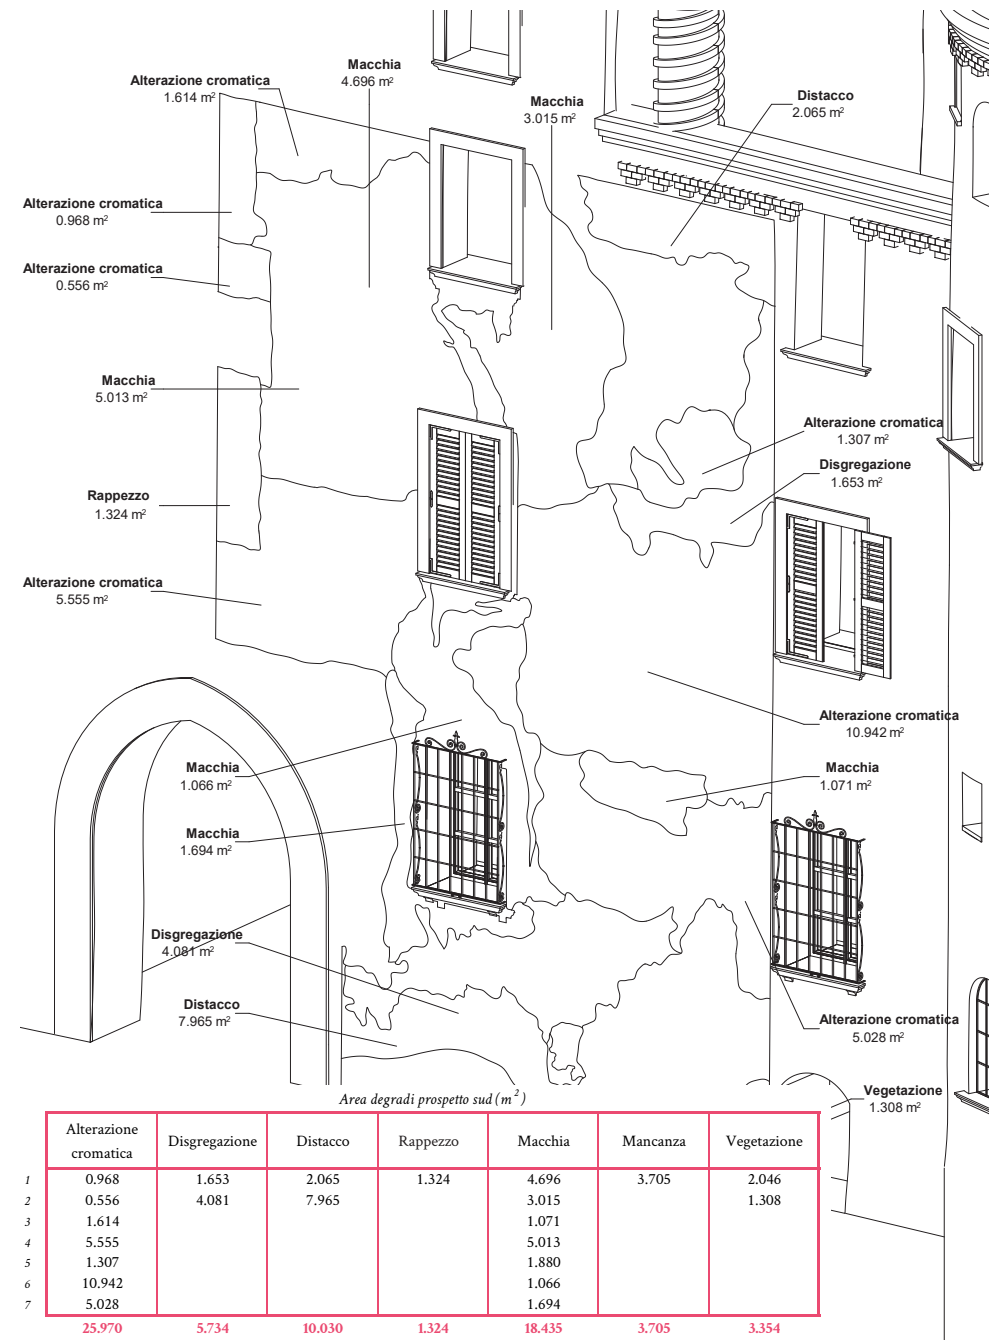 Macchia
4.696 m²
Alterazione cromatica
1.614 m²
Macchia
3.015 m²
Distacco
2.065 m²
Alterazione cromatica
0.968 m²
Alterazione cromatica
0.556 m²
Macchia
5.013 m²
Alterazione cromatica
1.307 m²
Disgregazione
1.653 m²
Rappezzo
1.324 m²
Alterazione cromatica
5.555 m²
Alterazione cromatica
10.942 m²
Macchia
1.066 m²
Macchia
1.071 m²
Macchia
1.694 m²
Disgregazione
4.081 m²
Distacco
7.965 m²
Alterazione cromatica
5.028 m²
Vegetazione
1.308 m²
Area degradi prospetto sud (m²)
Alterazione cromatica Disgregazione Distacco Rappezzo Macchia Mancanza Vegetazione
1 0.968 1.653 2.065 1.324 4.696 3.705 2.046
2 0.556 4.081 7.965 3.015 1.308
3 1.614 1.071
4 5.555 5.013
5 1.307 1.880
6 10.942 1.066
7 5.028 1.694
25.970 5.734 10.030 1.324 18.435 3.705 3.354